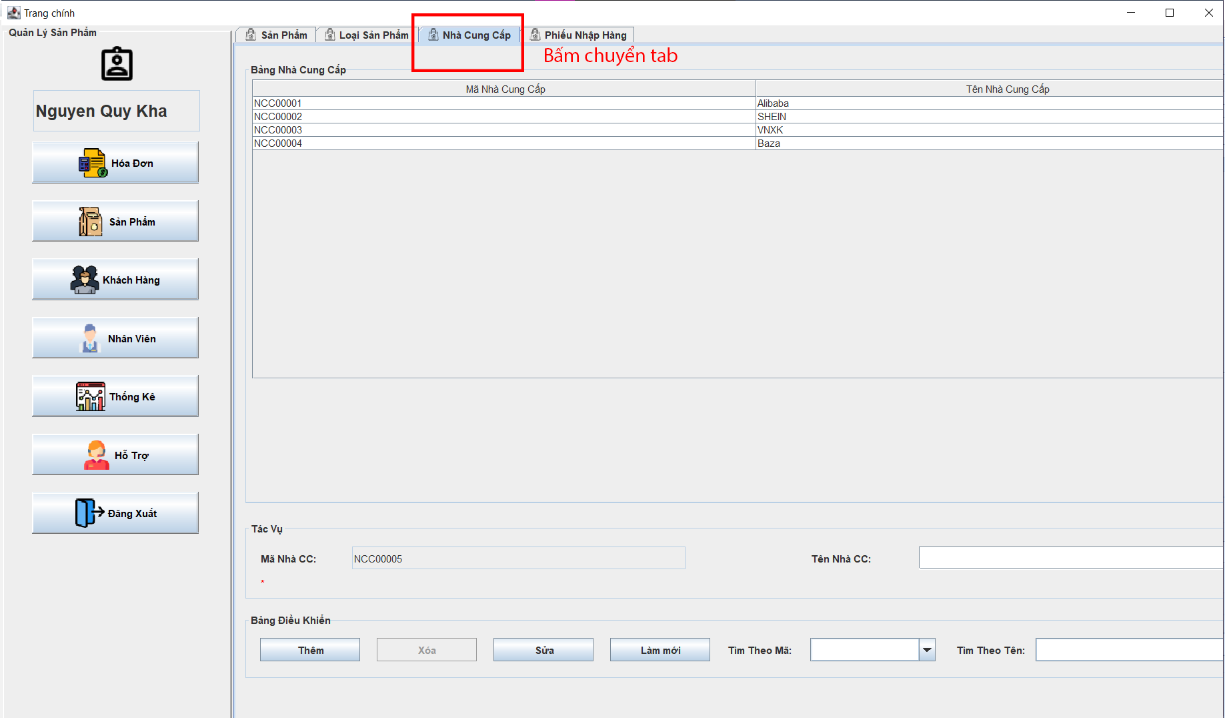 Trang chính
Quản Lý Sản Phẩm
Nguyen Quy Kha
Hóa Đơn
Sản Phẩm
Khách Hàng
Nhân Viên
Thống Kê
Hỗ Trợ
Đăng Xuất
Sản Phẩm Loại Sản Phẩm Nhà Cung Cấp Phiếu Nhập Hàng
Bấm chuyển tab
Bảng Nhà Cung Cấp
Mã Nhà Cung Cấp Tên Nhà Cung Cấp
NCC00001 Alibaba
NCC00002 SHEIN
NCC00003 VNXK
NCC00004 Baza
Tác Vụ
Mã Nhà CC: NCC00005 Tên Nhà CC:
*
Bảng Điều Khiển
Thêm Xóa Sửa Làm mới Tìm Theo Mã: Tìm Theo Tên: